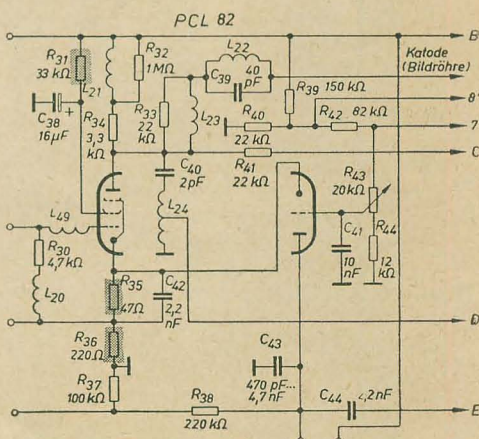 PCL 82
B
R31
33 kΩ
L21
R32
1MΩ
L22
C39
40
pF
Katode
(Bildröhre)
R39
150 kΩ
8'
C38
16µF
+
R34
3,3
kΩ
R33
22
kΩ
L23
R40
22 kΩ
R42
82 kΩ
7
C40
2pF
R41
22 kΩ
C
R43
20kΩ
L49
L24
R30
4,7kΩ
C41
10
nF
R44
12
kΩ
L20
R35
47Ω
C42
2,2
nF
D
R36
220Ω
C43
470 pF...
4,7nF
R37
100kΩ
R38
220kΩ
C44
2,2nF
E